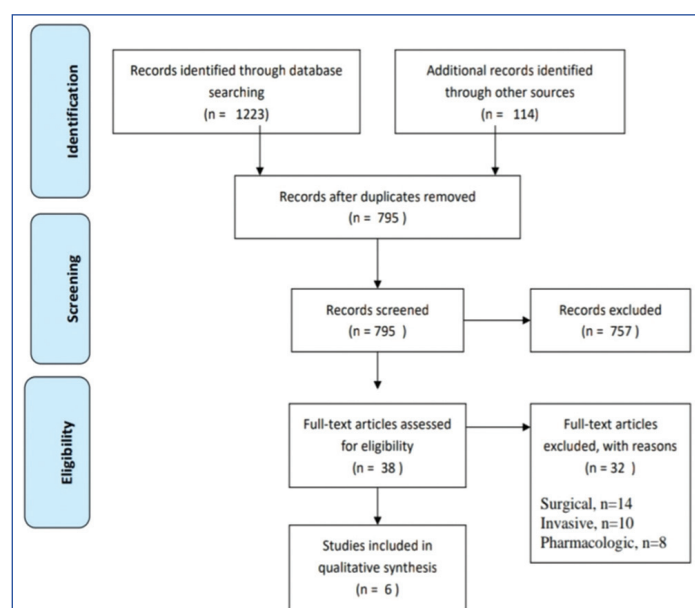 Identification
Records identified through database
searching
(n = 1223)
Additional records identified
through other sources
(n = 114)
Records after duplicates removed
(n = 795 )
Screening
Records screened
(n = 795 )
Records excluded
(n = 757)
Eligibility
Full-text articles assessed
for eligibility
(n = 38)
Full-text articles
excluded, with reasons
(n = 32 )
Surgical, n=14
Invasive, n=10
Pharmacologic, n=8
Studies included in
qualitative synthesis
(n = 6 )